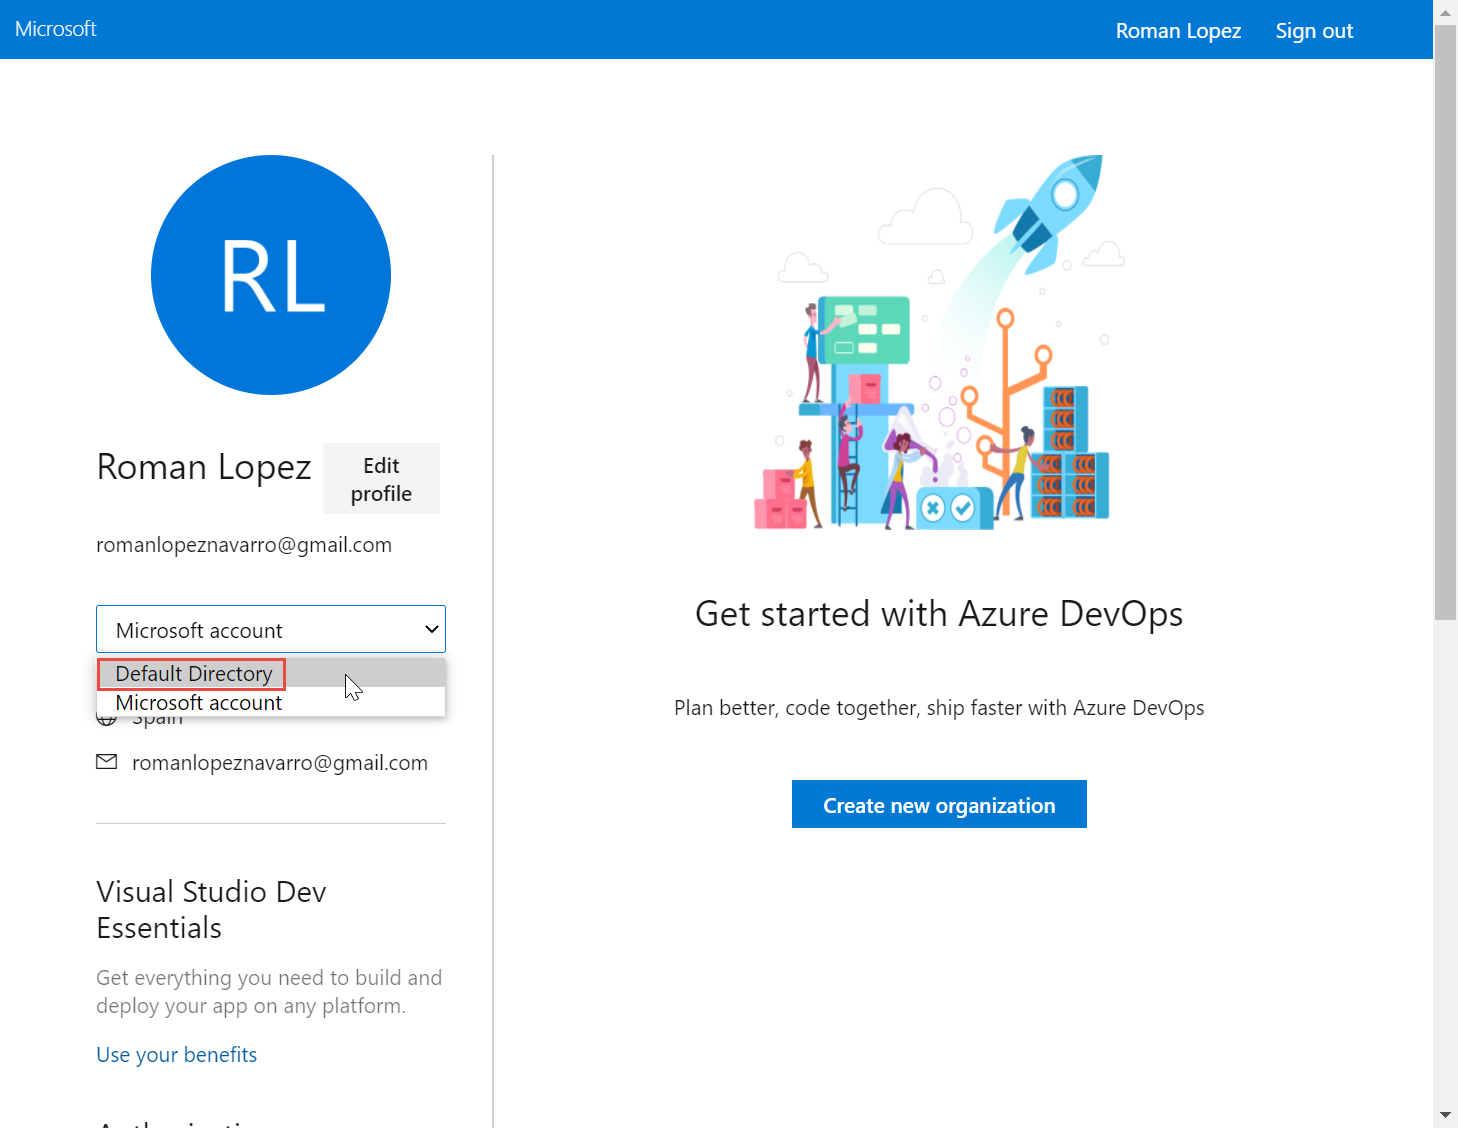 Microsoft
Roman Lopez
Sign out
RL
Roman Lopez
Edit
profile
romanlopeznavarro@gmail.com
Microsoft account
Default Directory
Microsoft account
Spain
romanlopeznavarro@gmail.com
Visual Studio Dev
Essentials
Get everything you need to build and
deploy your app on any platform.
Use your benefits
Get started with Azure DevOps
Plan better, code together, ship faster with Azure DevOps
Create new organization